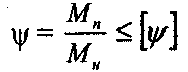 ψ = Mп / Mн ≤ [ψ]